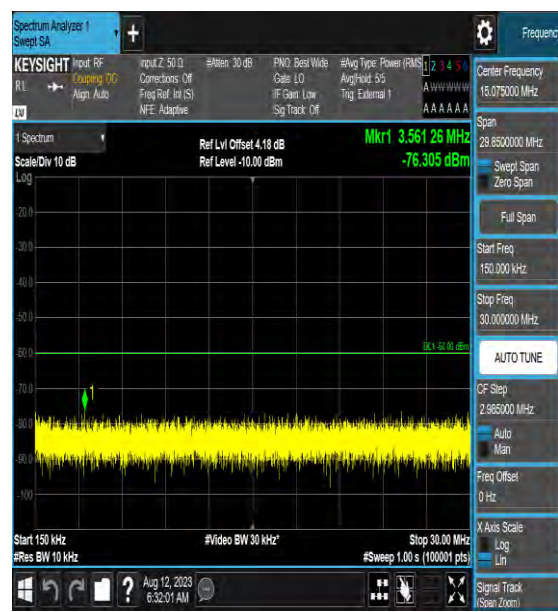 Spectrum Analyzer 1
Swept SA
Frequenc
KEYSIGHT
RL
LXI
Input: RF
Coupling: DC
Align: Auto
Input Z: 50 Ω
Corrections: Off
Freq Ref: Int (S)
NFE: Adaptive
#Atten: 30 dB
PNO: Best Wide
Gate: LO
IF Gain: Low
Sig Track: Off
#Avg Type: Power (RMS
Avg|Hold: 5/5
Trig: External 1
1 2 3 4 5 6
A W W W W W
A A A A A A
1 Spectrum
Scale/Div 10 dB
Log
Ref Lvl Offset 4.18 dB
Ref Level -10.00 dBm
Mkr1 3.561 26 MHz
-76.305 dBm
-20.0
-30.0
-40.0
-50.0
-60.0
-70.0
-80.0
-90.0
-100
DL1 -60.00 dBm
1
Start 150 kHz
#Res BW 10 kHz
#Video BW 30 kHz*
Stop 30.00 MHz
#Sweep 1.00 s (100001 pts)
Aug 12, 2023
6:32:01 AM
Center Frequency
15.075000 MHz
Span
29.8500000 MHz
Swept Span
Zero Span
Full Span
Start Freq
150.000 kHz
Stop Freq
30.000000 MHz
AUTO TUNE
CF Step
2.985000 MHz
Auto
Man
Freq Offset
0 Hz
X Axis Scale
Log
Lin
Signal Track
(Span Zoom)